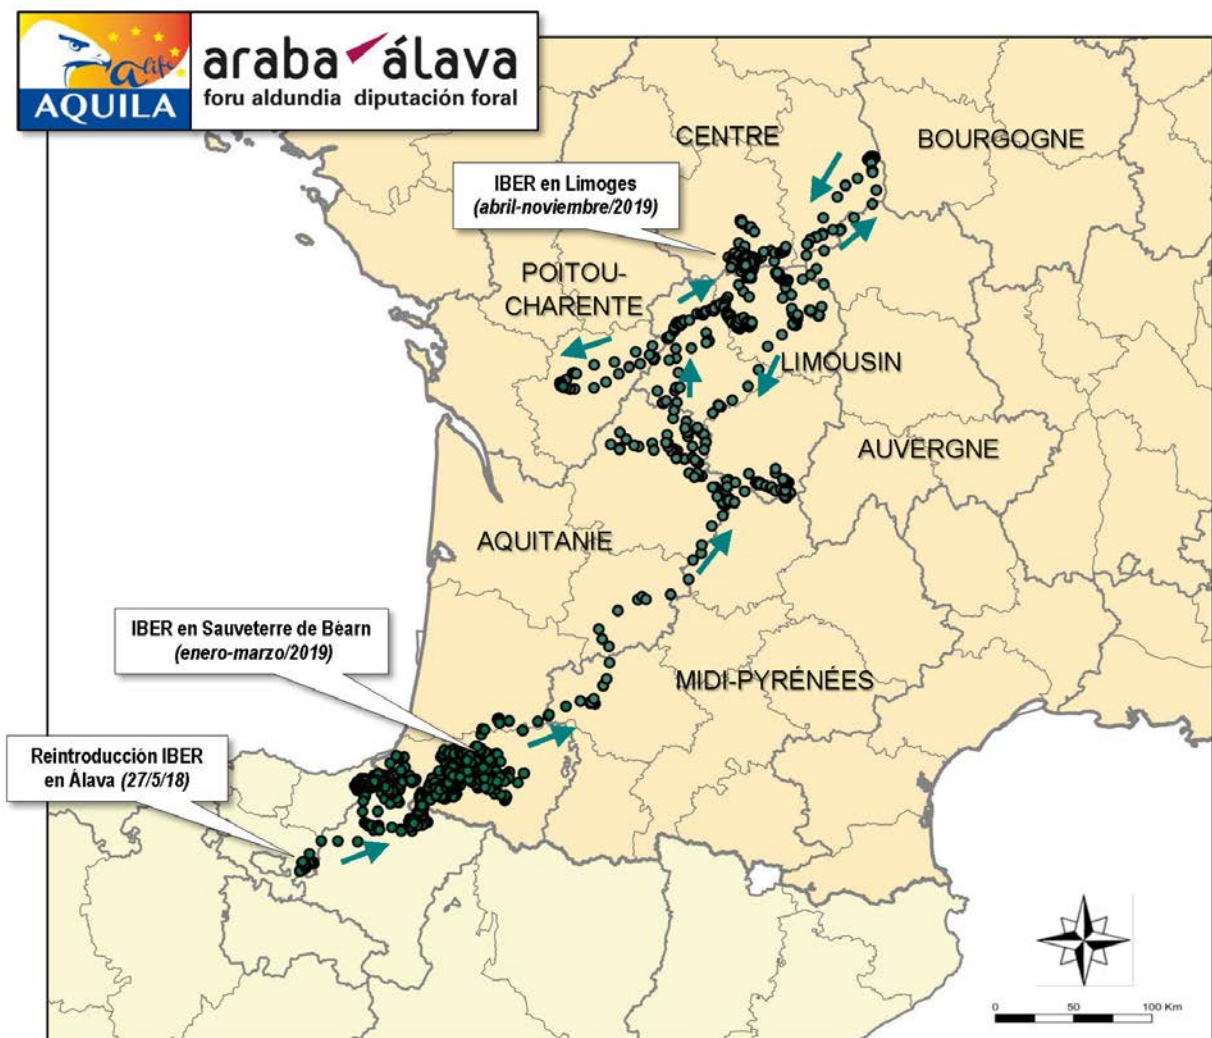 a life
AQUILA
araba álava
foru aldundia diputación foral
CENTRE
BOURGOGNE
IBER en Limoges
(abril-noviembre/2019)
POITOU-
CHARENTE
LIMOUSIN
AUVERGNE
AQUITANIE
IBER en Sauveterre de Bèarn
(enero-marzo/2019)
MIDI-PYRÉNÉES
Reintroducción IBER
en Álava (27/5/18)
0 50 100 Km